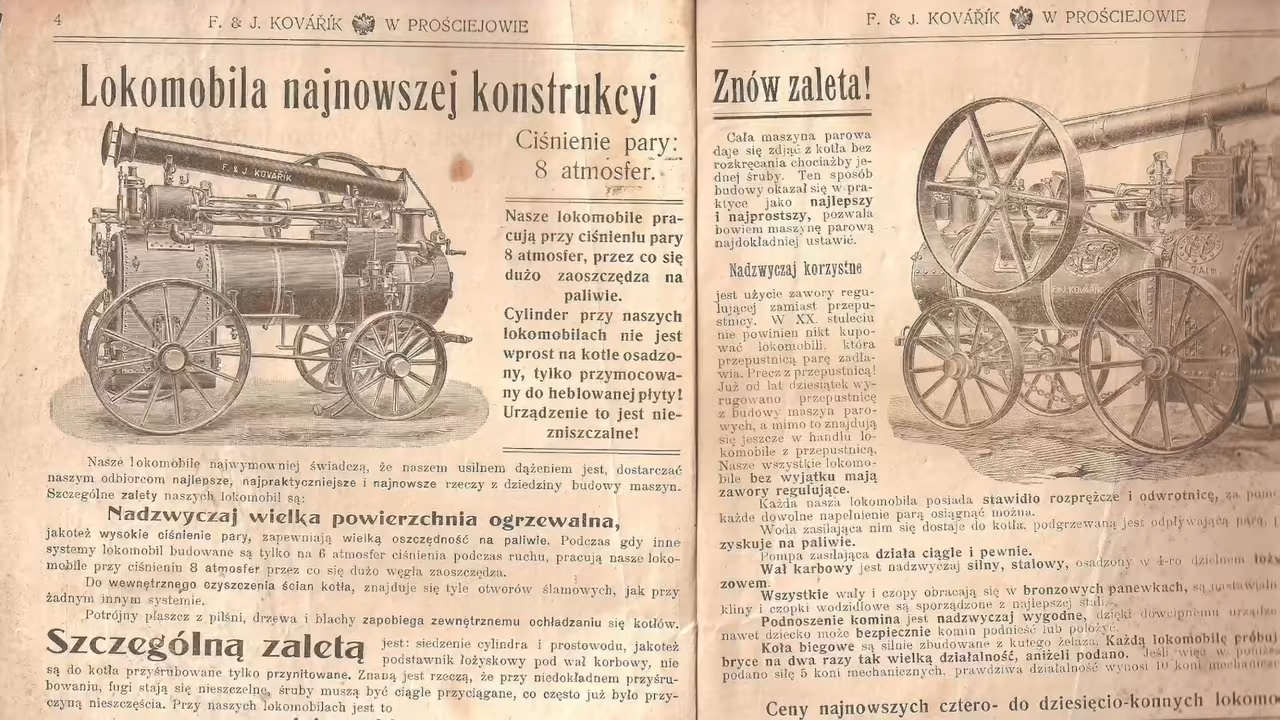 4
F. & J. KOVÁŘÍK W PROŚCIEJOWIE
Lokomobila najnowszej konstrukcyi
F. & J. KOVÁŘÍK
Ciśnienie pary:
8 atmosfer.
Nasze lokomobile pra-
cują przy ciśnieniu pary
8 atmosfer, przez co się
dużo zaoszczędza na
paliwie.
Cylinder przy naszych
lokomobilach nie jest
wprost na kotle osadzo-
ny, tylko przymocowa-
ny do heblowanej płyty!
Urządzenie to jest nie-
zniszczalne!
Nasze lokomobile najwymowniej świadczą, że naszem usilnem dążeniem jest, dostarczać
naszym odbiorcom najlepsze, najpraktyczniejsze i najnowsze rzeczy z dziedziny budowy maszyn.
Szczególne zalety naszych lokomobil są:
Nadzwyczaj wielka powierzchnia ogrzewalna,
jakoteż wysokie ciśnienie pary, zapewniają wielką oszczędność na paliwie. Podczas gdy inne
systemy lokomobil budowane są tylko na 6 atmosfer ciśnienia podczas ruchu, pracują nasze loko-
mobile przy ciśnieniu 8 atmosfer przez co się dużo węgla zaoszczędza.
Do wewnętrznego czyszczenia ścian kotła, znajduje się tyle otworów ślamowych, jak przy
żadnym innym systemie.
Potrójny płaszcz z pilśni, drzewa i blachy zapobiega zewnętrznemu ochładzaniu się kotłów.
Szczególną zaletą jest: siedzenie cylindra i prostowodu, jakoteż
podstawnik łożyskowy pod wał korbowy, nie
są do kotła przyśrubowane tylko przynitowane. Znaną jest rzeczą, że przy niedokładnem przyśru-
bowaniu, fugi stają się nieszczelne, śruby muszą być ciągle przyciągane, co często już było przy-
czyną nieszczęścia. Przy naszych lokomobilach jest to
F. & J. KOVÁŘÍK W PROŚCIEJOWIE
Znów zaleta!
Cała maszyna parowa
daje się zdjąć z kotła bez
rozkręcania chociażby je-
dnej śruby. Ten sposób
budowy okazał się w pra-
ktyce jako najlepszy
i najprostszy, pozwala
bowiem maszynę parową
najdokładniej ustawić.
Nadzwyczaj korzystne
jest użycie zawory regu-
lującej zamiast przepu-
stnicy. W XX stuleciu
nie powinien nikt kupo-
wać lokomobili, która
przepustnicą parę zadła-
wia. Precz z przepustnicą!
Już od lat dziesiątek wy-
rugowano przepustnicę
z budowy maszyn paro-
wych, a mimo to znajdują
się jeszcze w handlu lo-
komobile z przepustnicą.
Nasze wszystkie lokomo-
bile bez wyjątku mają
zawory regulujące.
7 Atm
F. & J. KOVÁŘÍK
Każda nasza lokomobila posiada stawidło rozprężcze i odwrotnicę, za
każde dowolne napełnienie parą osiągnąć można.
Woda zasilająca nim się dostaje do kotła, podgrzewaną jest odpływającą parą,
zyskuje na paliwie.
Pompa zasilająca działa ciągle i pewnie.
Wał karbowy jest nadzwyczaj silny, stalowy, osadzony w 4-ro dzielnem
zowem.
Wszystkie wały i czopy obracają się w bronzowych panewkach, są
kliny i czopki wodzidłowe są sporządzone z najlepszej stali.
Podnoszenie komina jest nadzwyczaj wygodne, dzięki dowcipnemu
nawet dziecko może bezpiecznie komin podnieść lub położyć.
Koła biegowe są silnie zbudowane z kutego żelaza. Każdą lokomobilę
bryce na dwa razy tak wielką działalność, aniżeli podano. Jeśli więc w
podano siłę 5 koni mechanicznych, prawdziwa działalność wynosi 10 koni
Ceny najnowszych cztero- do dziesięcio-konnych